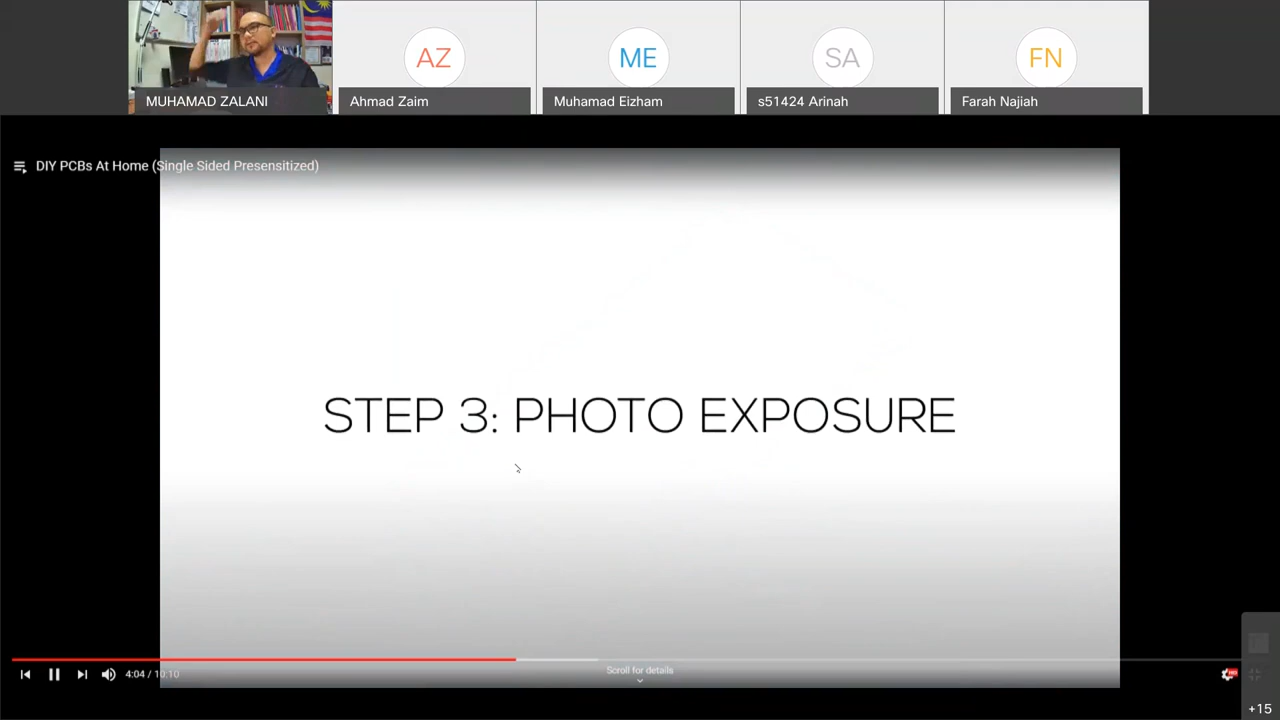 AZ
ME
SA
FN
MUHAMAD ZALANI
Ahmad Zaim
Muhamad Eizham
s51424 Arinah
Farah Najiah
DIY PCBs At Home (Single Sided Presensitized)
STEP 3: PHOTO EXPOSURE
Scroll for details
4:04 / 10:10
+15